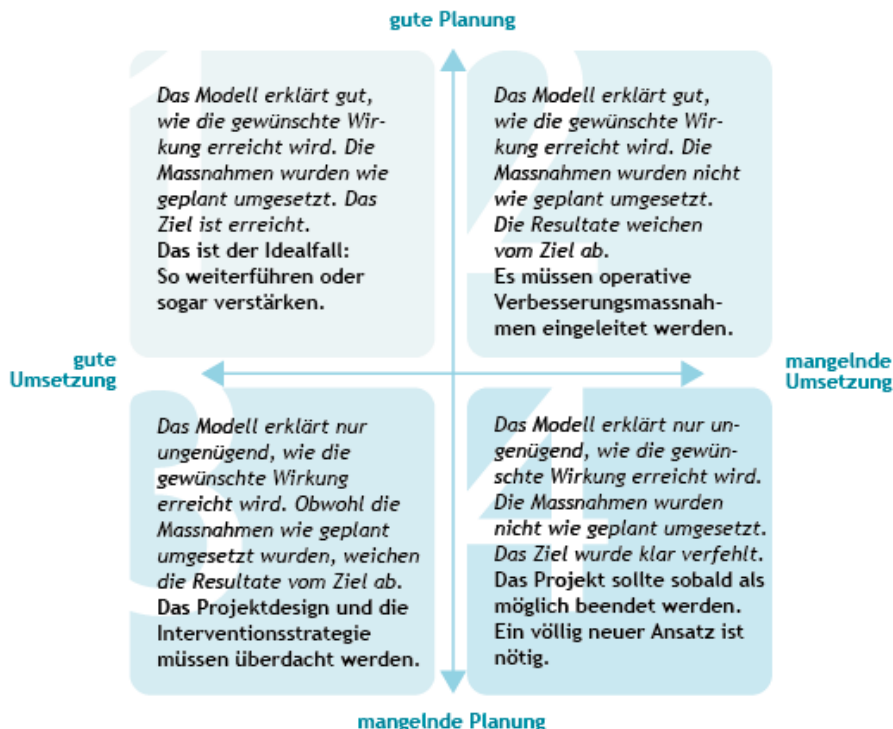 gute Planung
1
Das Modell erklärt gut,
wie die gewünschte Wir-
kung erreicht wird. Die
Massnahmen wurden wie
geplant umgesetzt. Das
Ziel ist erreicht.
Das ist der Idealfall:
So weiterführen oder
sogar verstärken.
2
Das Modell erklärt gut,
wie die gewünschte Wir-
kung erreicht wird. Die
Massnahmen wurden nicht
wie geplant umgesetzt.
Die Resultate weichen
vom Ziel ab.
Es müssen operative
Verbesserungsmassnah-
men eingeleitet werden.
gute
Umsetzung
mangelnde
Umsetzung
3
Das Modell erklärt nur
ungenügend, wie die
gewünschte Wirkung
erreicht wird. Obwohl die
Massnahmen wie geplant
umgesetzt wurden, weichen
die Resultate vom Ziel ab.
Das Projektdesign und die
Interventionsstrategie
müssen überdacht werden.
4
Das Modell erklärt nur un-
genügend, wie die gewün-
schte Wirkung erreicht wird.
Die Massnahmen wurden
nicht wie geplant umgesetzt.
Das Ziel wurde klar verfehlt.
Das Projekt sollte sobald als
möglich beendet werden.
Ein völlig neuer Ansatz ist
nötig.
mangelnde Planung